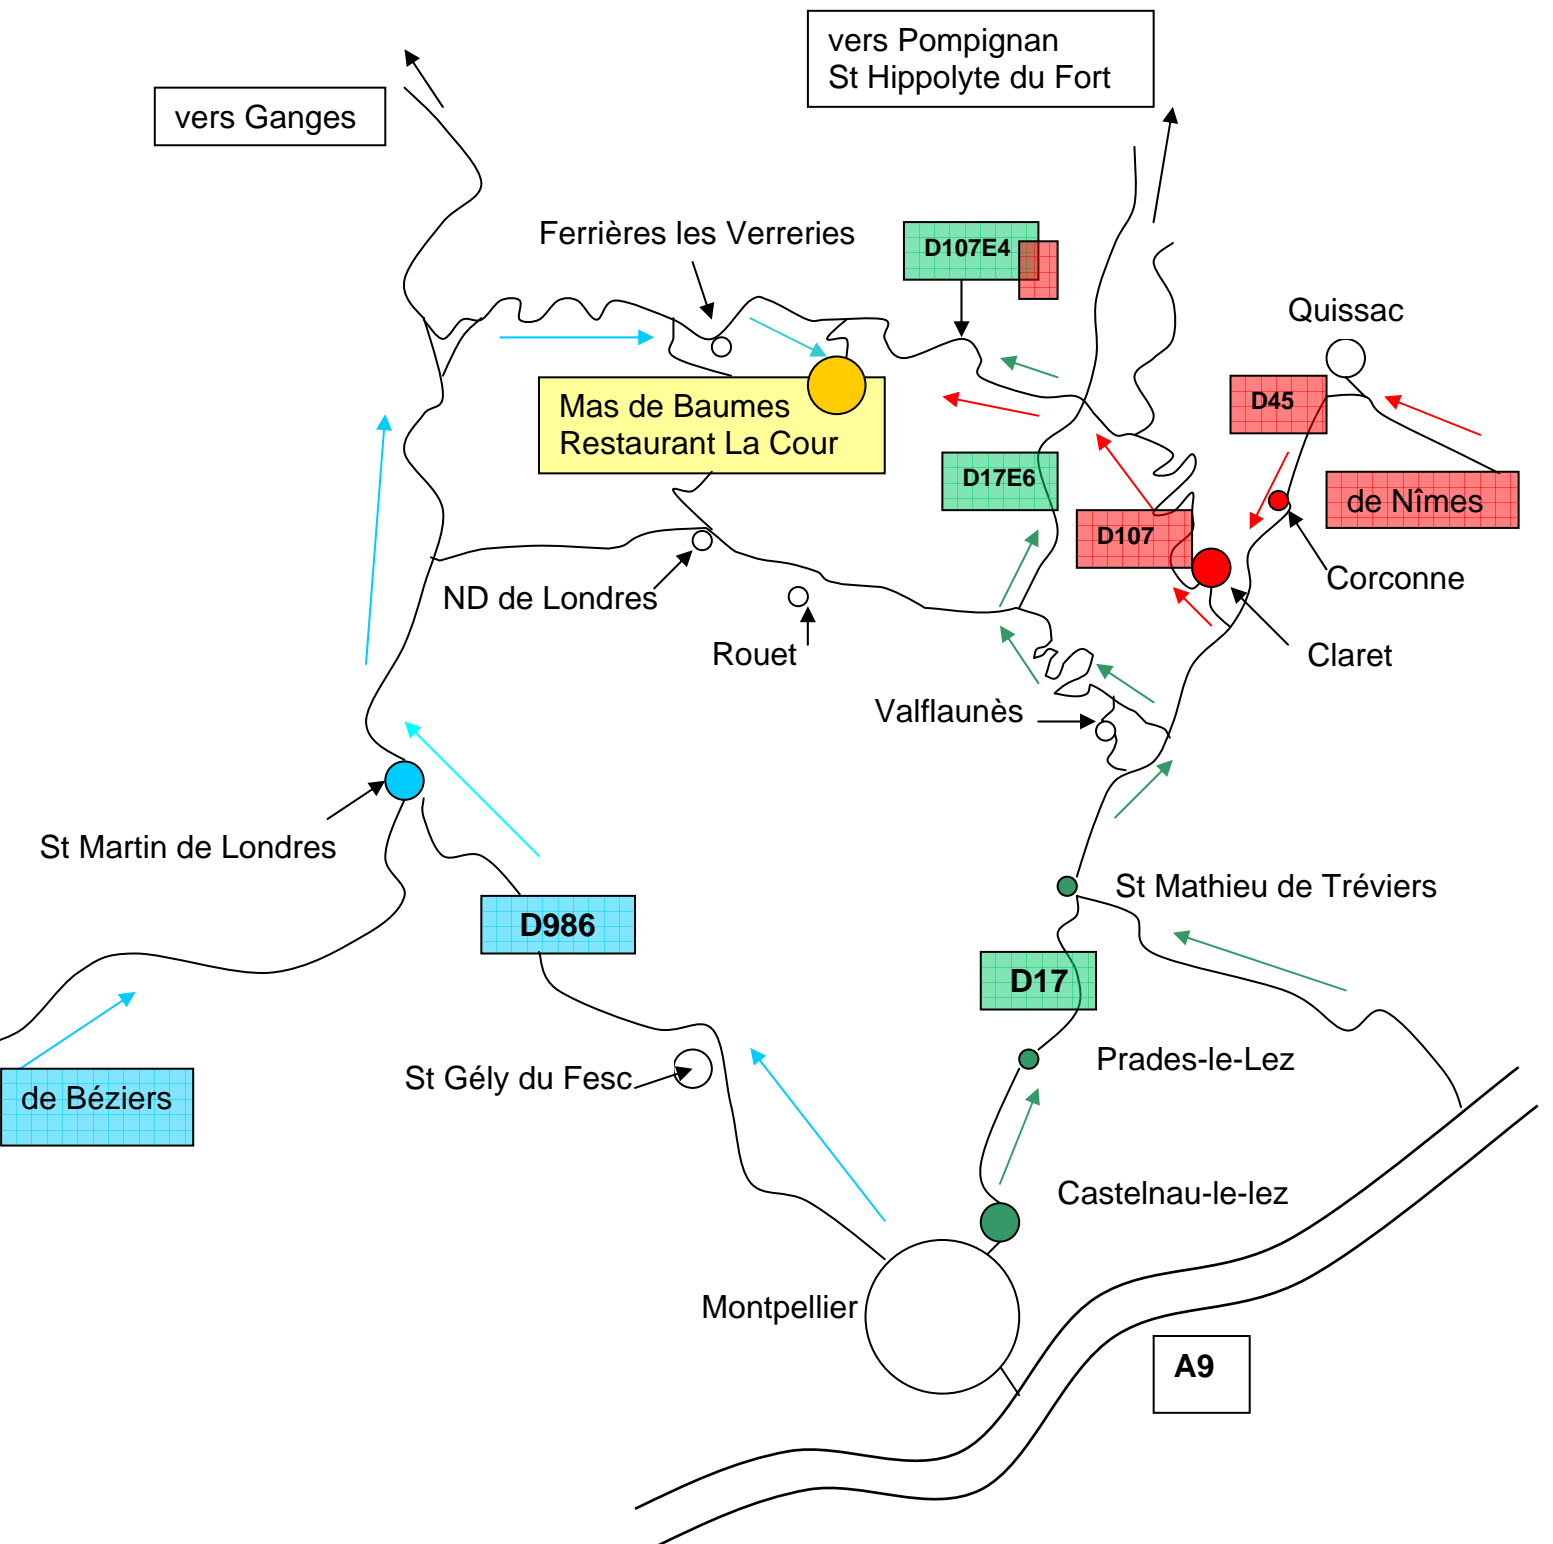 vers Pompignan
St Hippolyte du Fort
vers Ganges
Ferrières les Verreries
D107E4
Quissac
D45
Mas de Baumes
Restaurant La Cour
D17E6
de Nîmes
D107
Corconne
ND de Londres
Rouet
Claret
Valflaunès
St Martin de Londres
St Mathieu de Tréviers
D986
D17
Prades-le-Lez
St Gély du Fesc
de Béziers
Castelnau-le-lez
Montpellier
A9